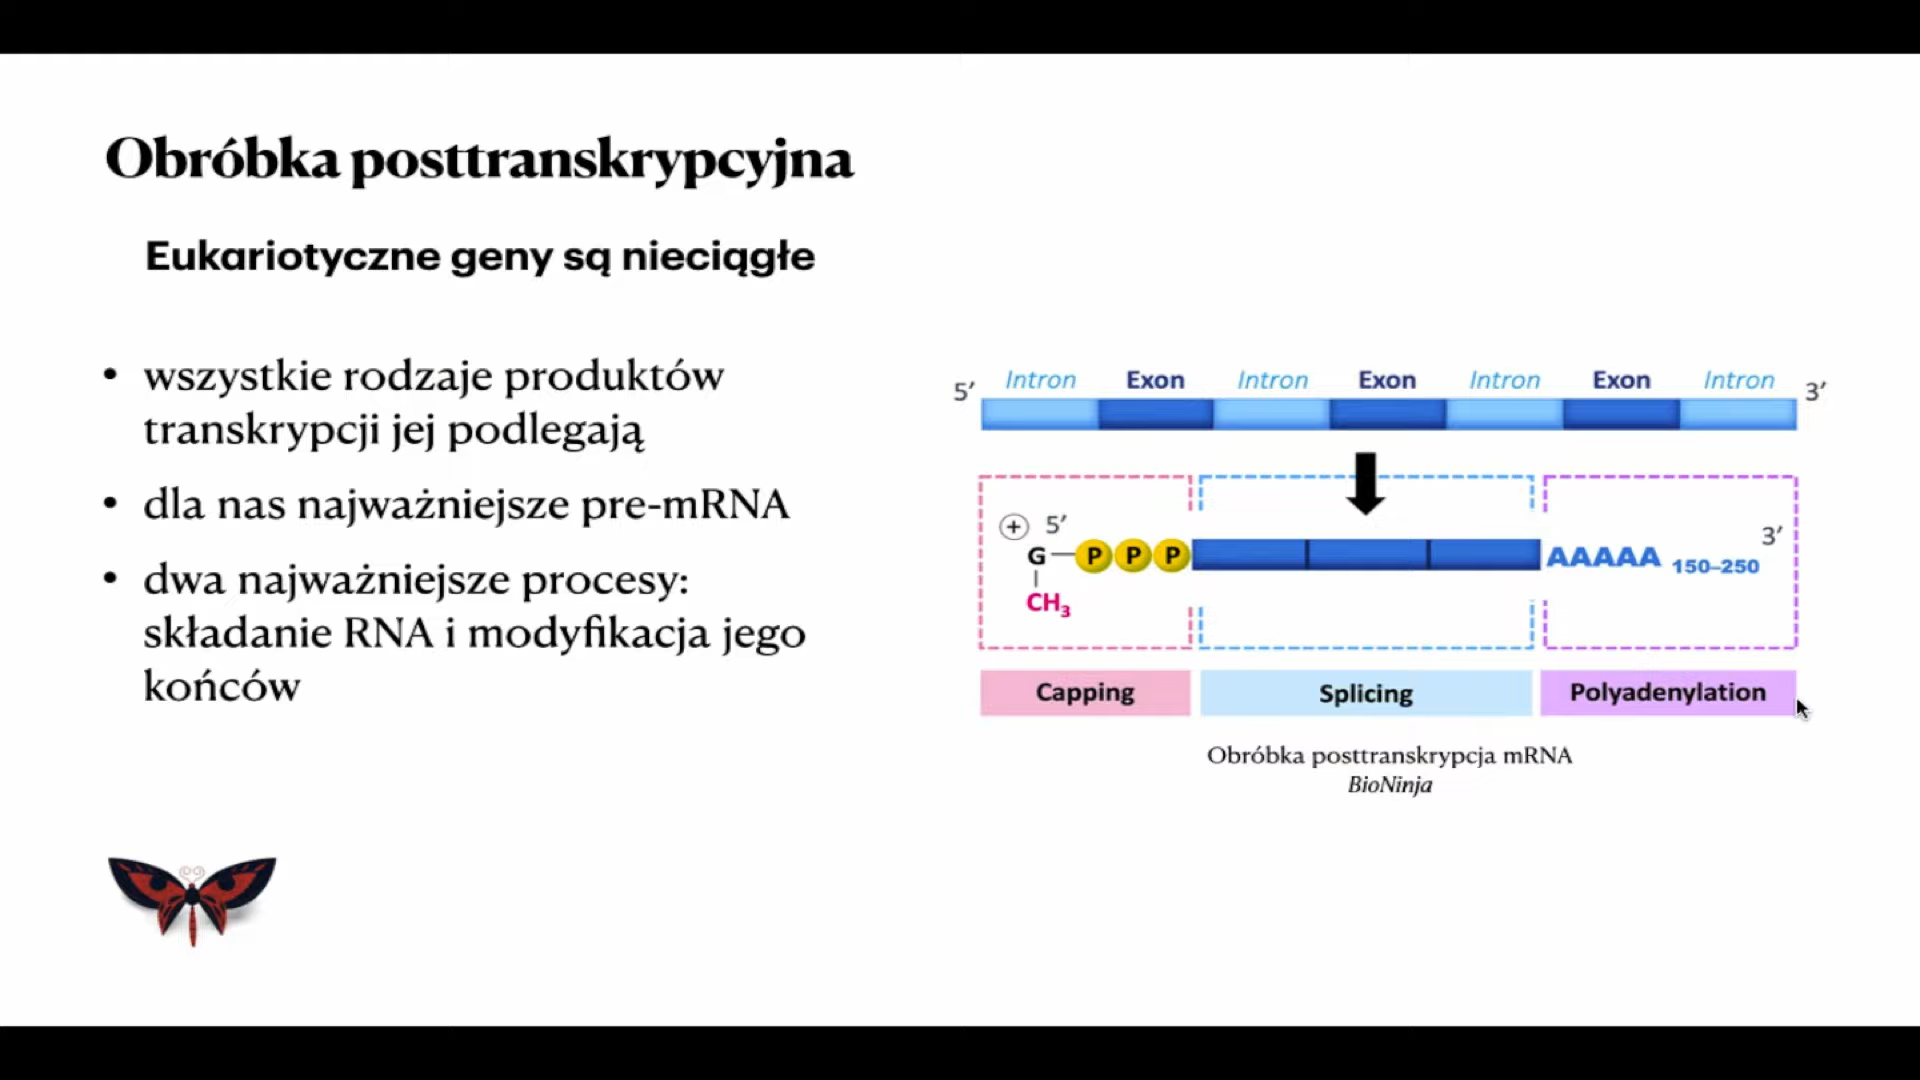 Obróbka posttranskrypcyjna
Eukariotyczne geny są nieciągłe
• wszystkie rodzaje produktów
transkrypcji jej podlegają
• dla nas najważniejsze pre-mRNA
• dwa najważniejsze procesy:
składanie RNA i modyfikacja jego
końców
5′ Intron Exon Intron Exon Intron Exon Intron 3′
+ 5′
G P P P AAAAA 150–250 3′
CH3
Capping Splicing Polyadenylation
Obróbka posttranskrypcja mRNA
BioNinja